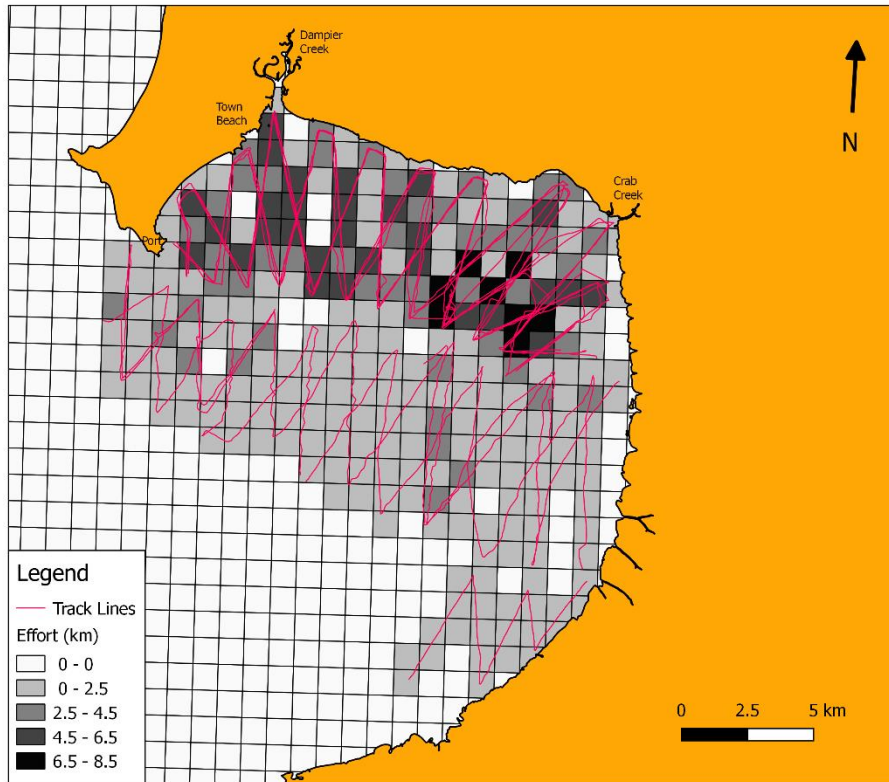 Dampier
Creek
Town
Beach
Crab
Creek
Port
N
Legend
Track Lines
Effort (km)
0 - 0
0 - 2.5
2.5 - 4.5
4.5 - 6.5
6.5 - 8.5
0 2.5 5 km